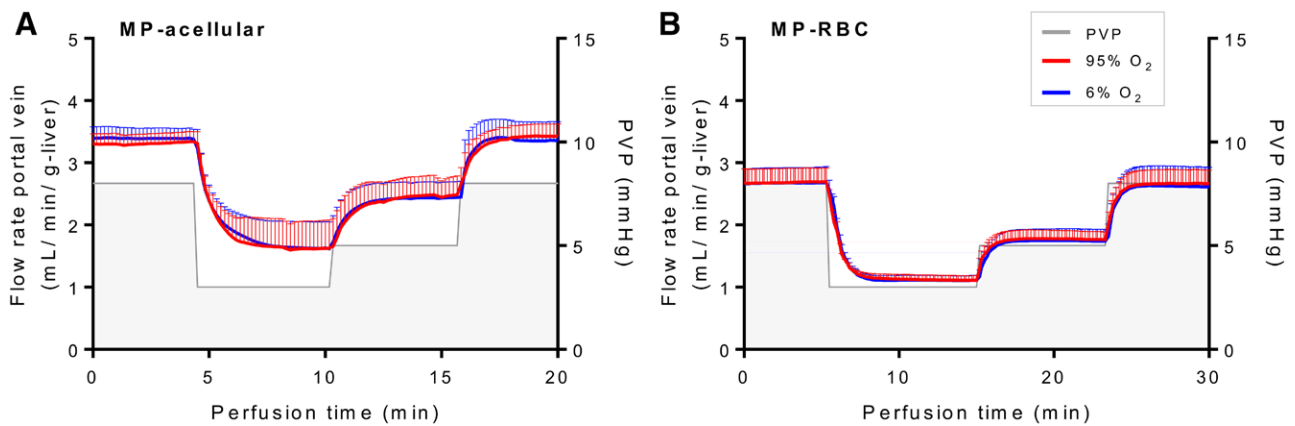 A MP-acellular
5
4
3
2
1
0
Flow rate portal vein
(mL/ min/ g-liver)
15
10
5
0
PVP (mmHg)
0 5 10 15 20
Perfusion time (min)
B MP-RBC
5
4
3
2
1
0
Flow rate portal vein
(mL/ min/ g-liver)
PVP
95% O₂
6% O₂
15
10
5
0
PVP (mmHg)
0 10 20 30
Perfusion time (min)